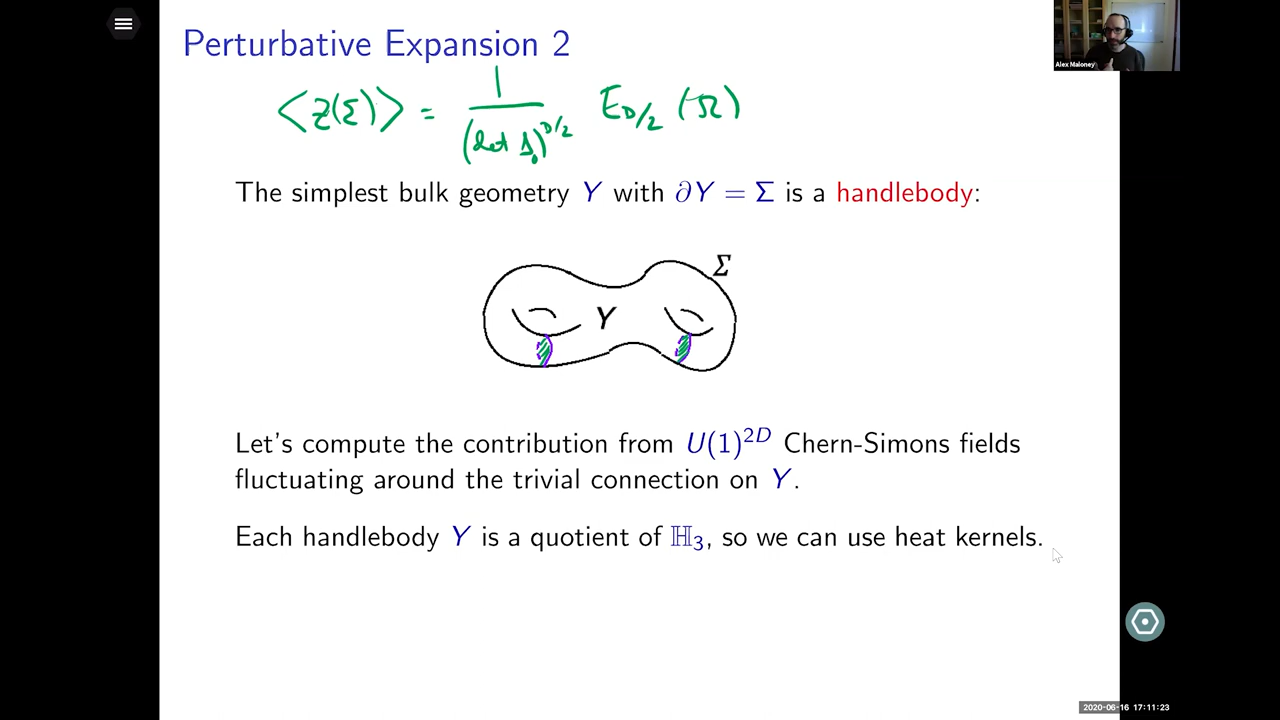 Perturbative Expansion 2
⟨Z(Σ)⟩ = 1 / (det Δ₀)^{D/2} E_{D/2} (Ω)
The simplest bulk geometry Y with ∂Y = Σ is a handlebody:
Σ
Y
Let's compute the contribution from U(1)^{2D} Chern-Simons fields
fluctuating around the trivial connection on Y.
Each handlebody Y is a quotient of ℍ₃, so we can use heat kernels.
Alex Maloney
2020-06-16 17:11:23